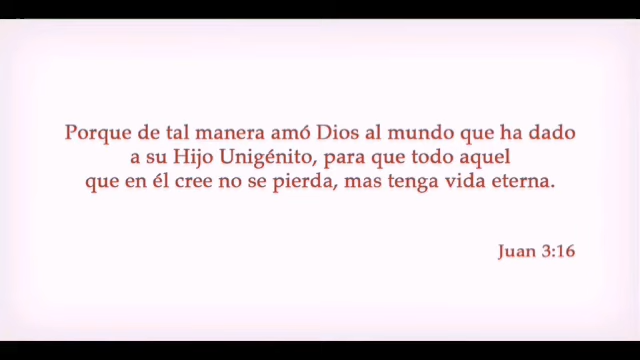 Porque de tal manera amó Dios al mundo que ha dado
a su Hijo Unigénito, para que todo aquel
que en él cree no se pierda, mas tenga vida eterna.
Juan 3:16